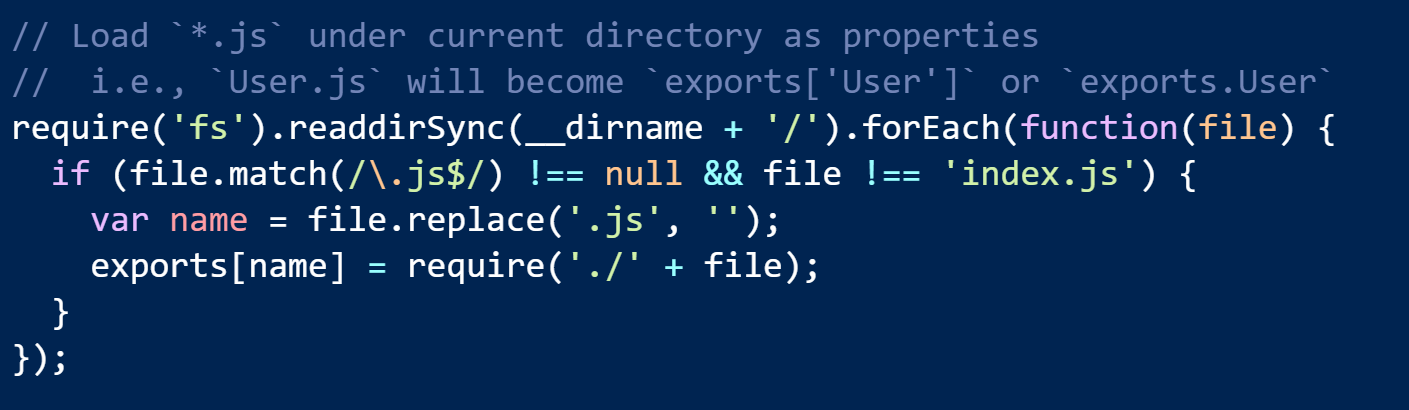 // Load `*.js` under current directory as properties
//  i.e., `User.js` will become `exports['User']` or `exports.User`
require('fs').readdirSync(__dirname + '/').forEach(function(file) {
  if (file.match(/\.js$/) !== null && file !== 'index.js') {
    var name = file.replace('.js', '');
    exports[name] = require('./' + file);
  }
});